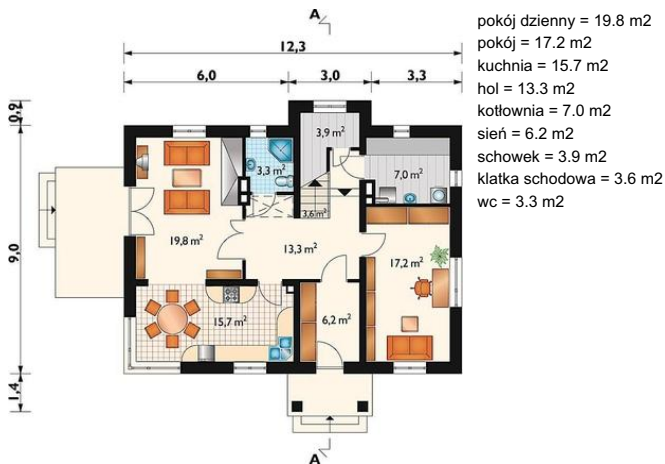 A
12,3
6,0
3,0
3,3
0,9
9,0
1,4
3,9 m²
3,3 m²
7,0 m²
3,6 m²
19,8 m²
13,3 m²
17,2 m²
15,7 m²
6,2 m²
A
pokój dzienny = 19.8 m2
pokój = 17.2 m2
kuchnia = 15.7 m2
hol = 13.3 m2
kotłownia = 7.0 m2
sień = 6.2 m2
schowek = 3.9 m2
klatka schodowa = 3.6 m2
wc = 3.3 m2